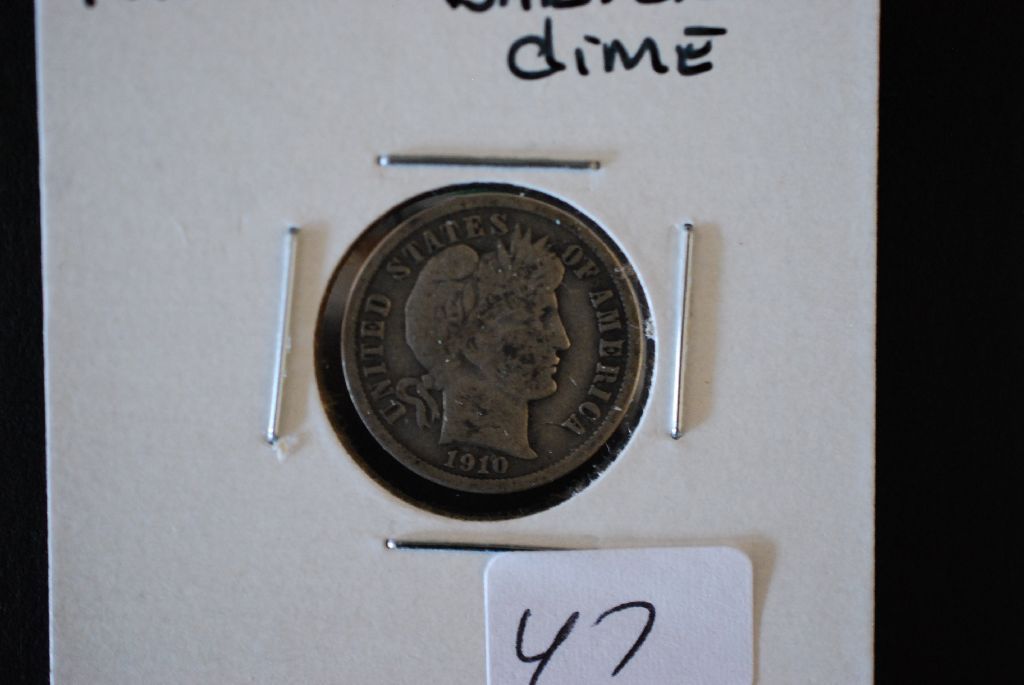 dimE
UNITED STATES OF AMERICA
1910
47